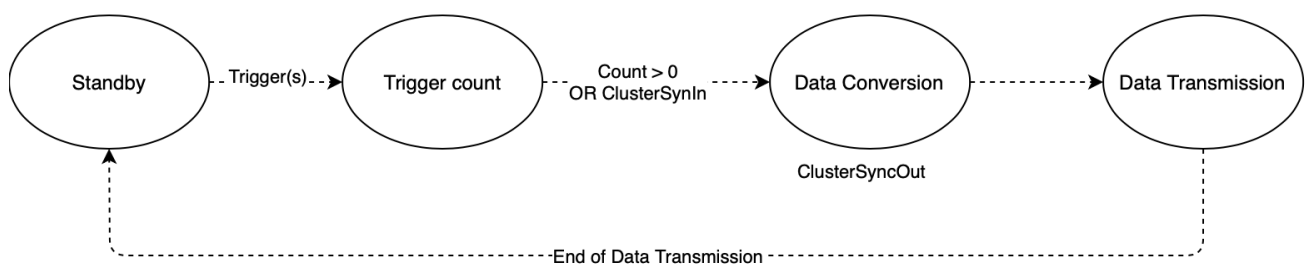 Standby
Trigger(s)
Trigger count
Count > 0
OR ClusterSynIn
Data Conversion
ClusterSyncOut
Data Transmission
End of Data Transmission